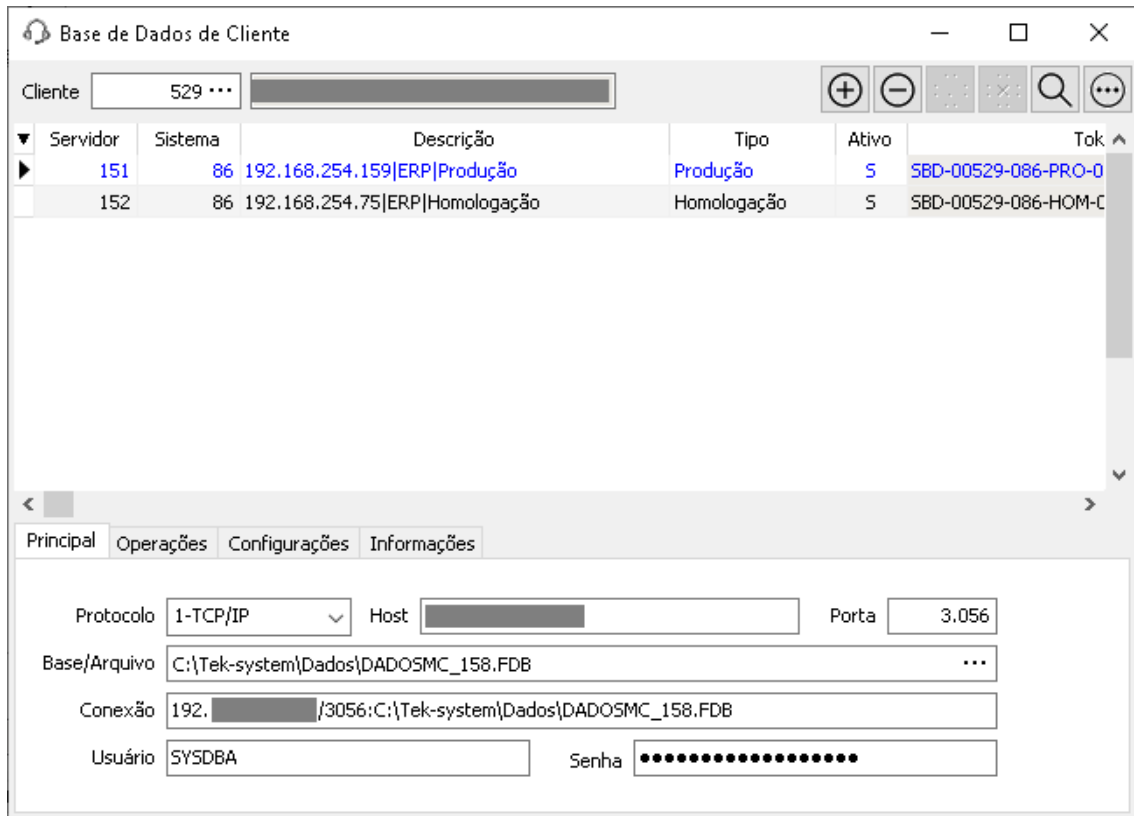 Base de Dados de Cliente
Cliente 529 ···
Servidor Sistema Descrição Tipo Ativo Tok
151 86 192.168.254.159|ERP|Produção Produção S SBD-00529-086-PRO-0
152 86 192.168.254.75|ERP|Homologação Homologação S SBD-00529-086-HOM-0
Principal Operações Configurações Informações
Protocolo 1-TCP/IP Host Porta 3.056
Base/Arquivo C:\Tek-system\Dados\DADOSMC_158.FDB ···
Conexão 192. /3056:C:\Tek-system\Dados\DADOSMC_158.FDB
Usuário SYSDBA Senha ••••••••••••••••••